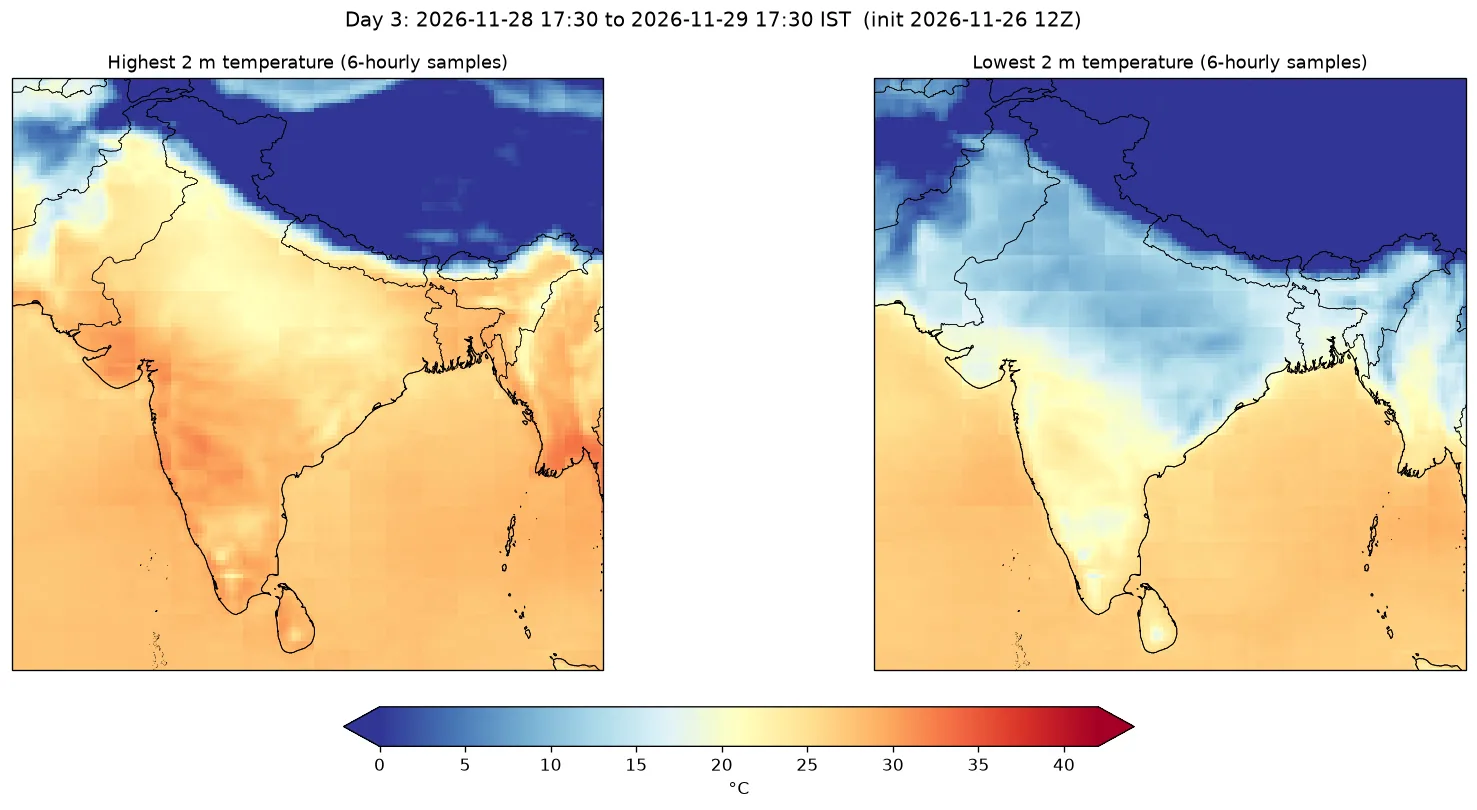 Day 3: 2026-11-28 17:30 to 2026-11-29 17:30 IST  (init 2026-11-26 12Z)
Highest 2 m temperature (6-hourly samples)
Lowest 2 m temperature (6-hourly samples)
0 5 10 15 20 25 30 35 40
°C